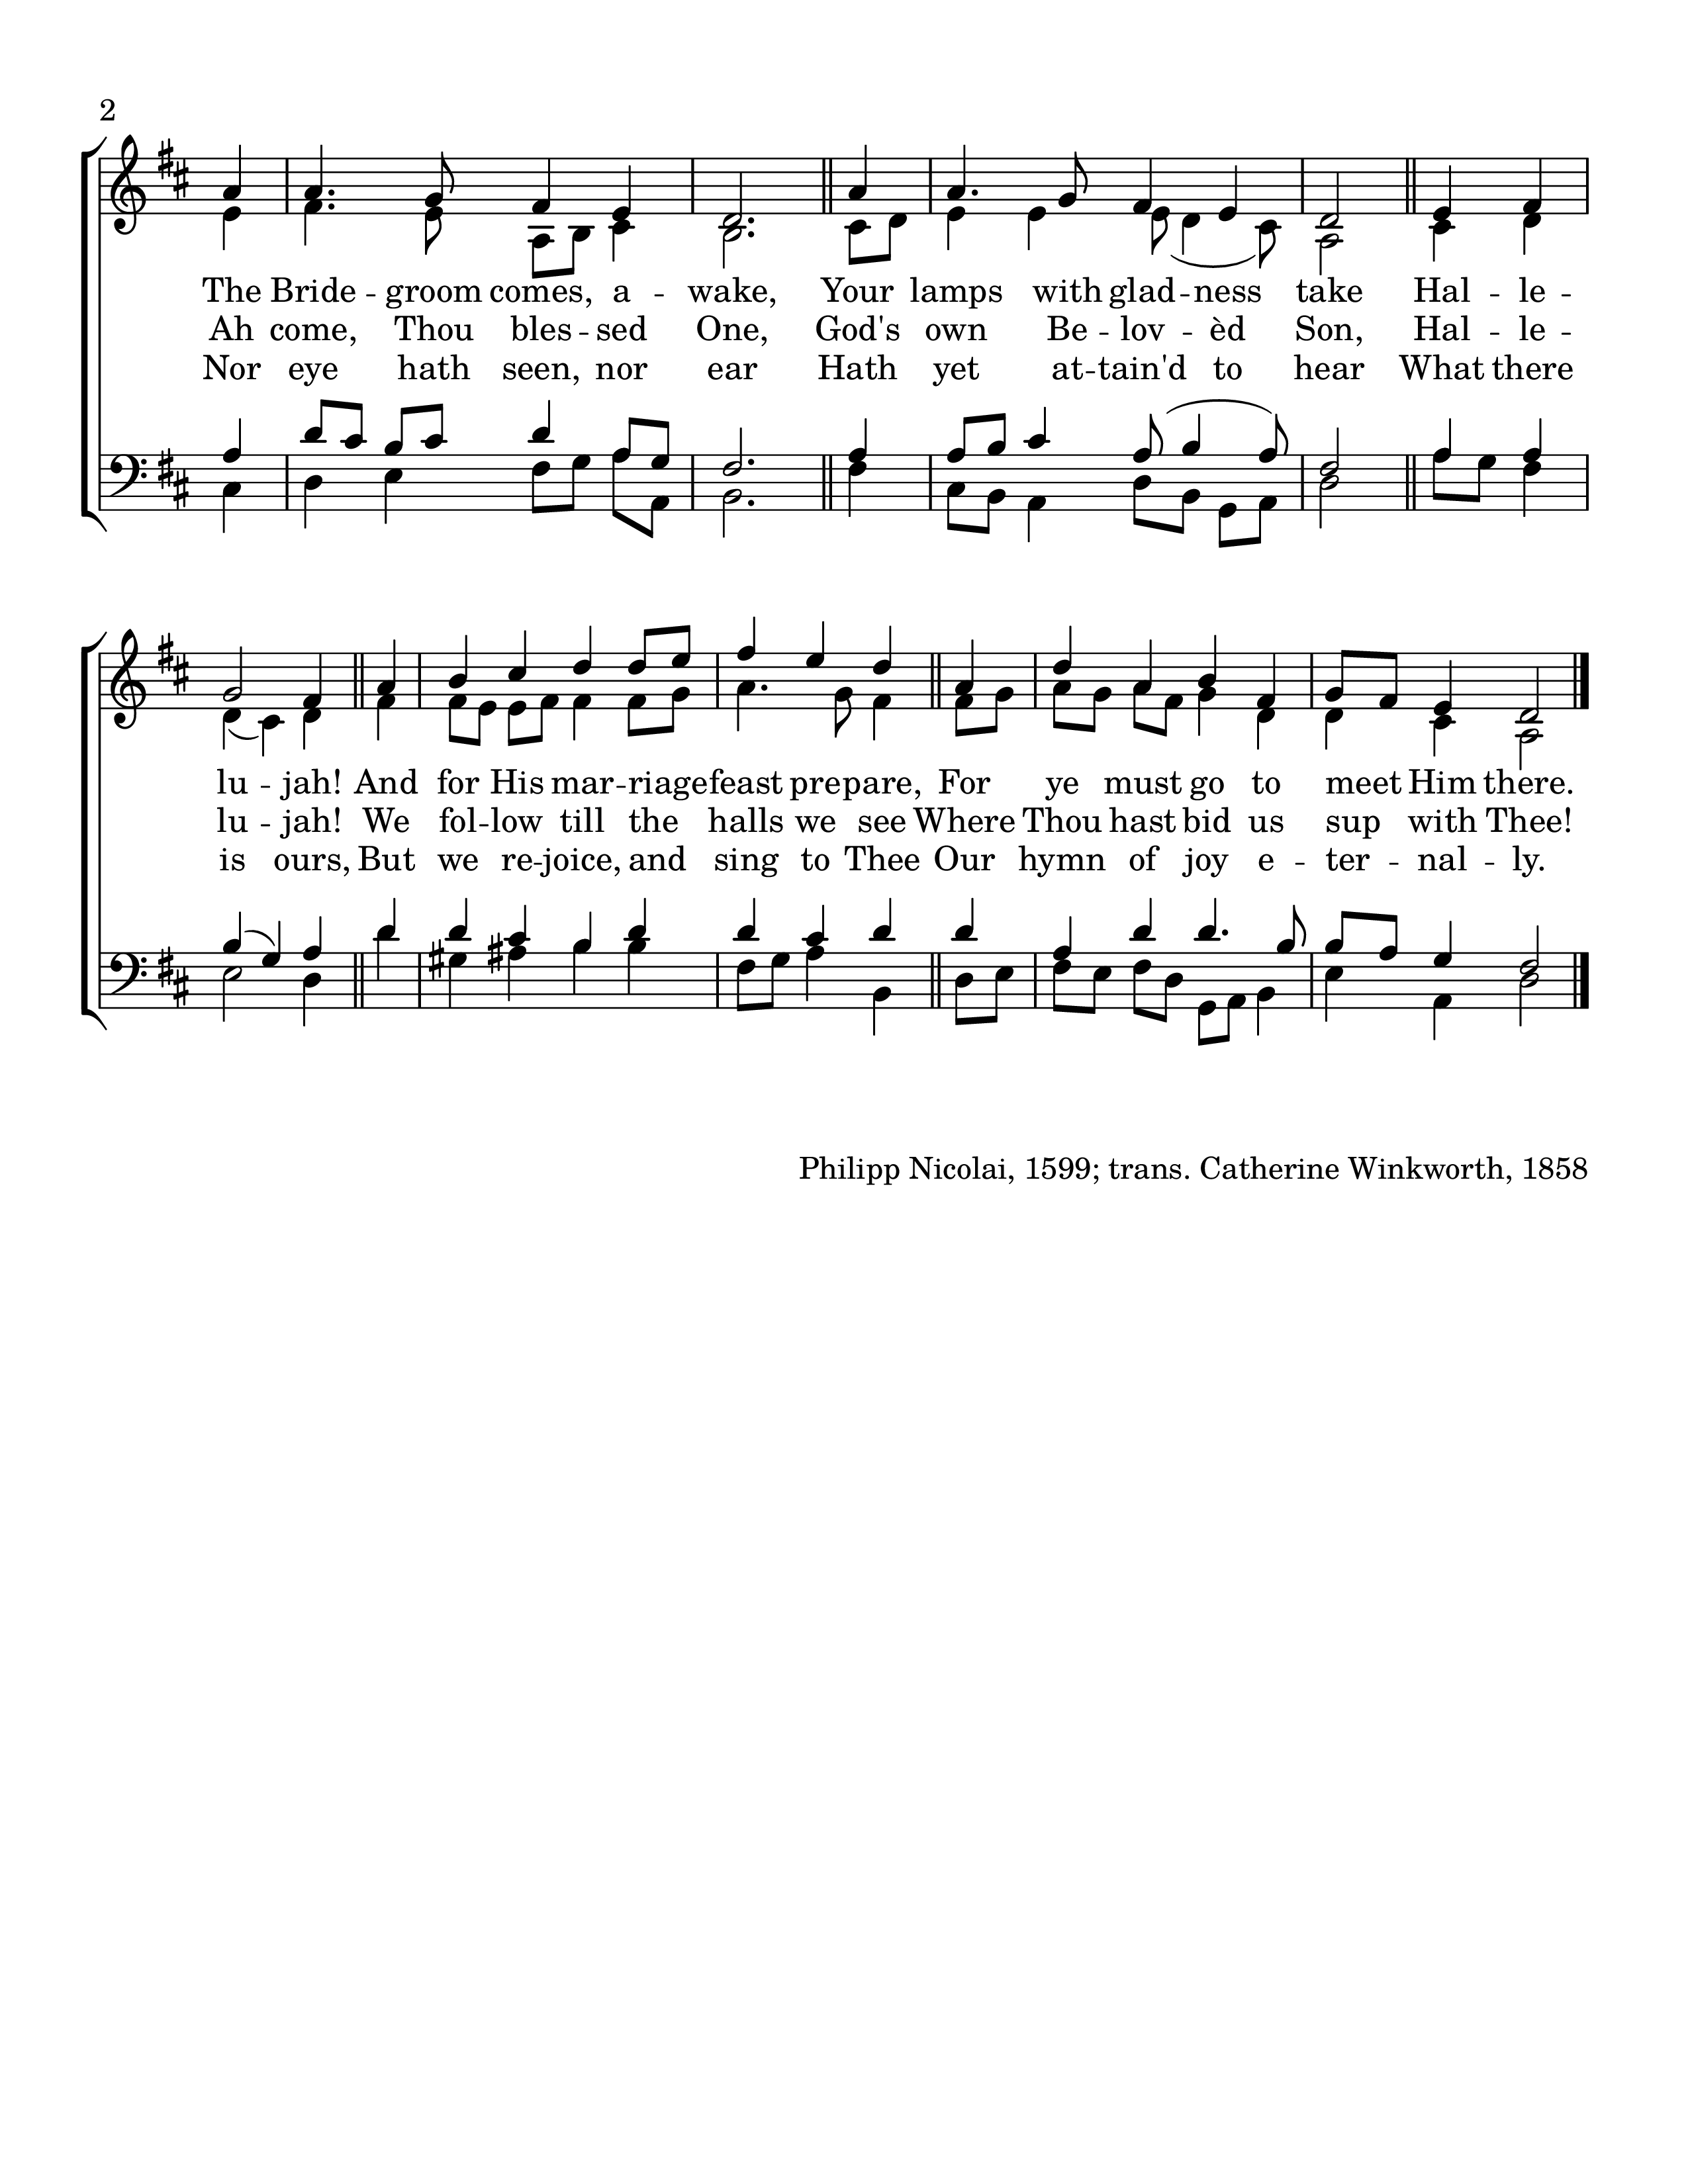 2
The Bride -- groom comes, a -- wake, Your lamps with glad -- ness take Hal -- le --
Ah come, Thou bles -- sed One, God's own Be -- lov -- èd Son, Hal -- le --
Nor eye hath seen, nor ear Hath yet at -- tain'd to hear What there
lu -- jah! And for His mar -- riage feast prepare, For ye must go to meet Him there.
lu -- jah! We fol -- low till the halls we see Where Thou hast bid us sup with Thee!
is ours, But we re -- joice, and sing to Thee Our hymn of joy e -- ter -- nal -- ly.
Philipp Nicolai, 1599; trans. Catherine Winkworth, 1858